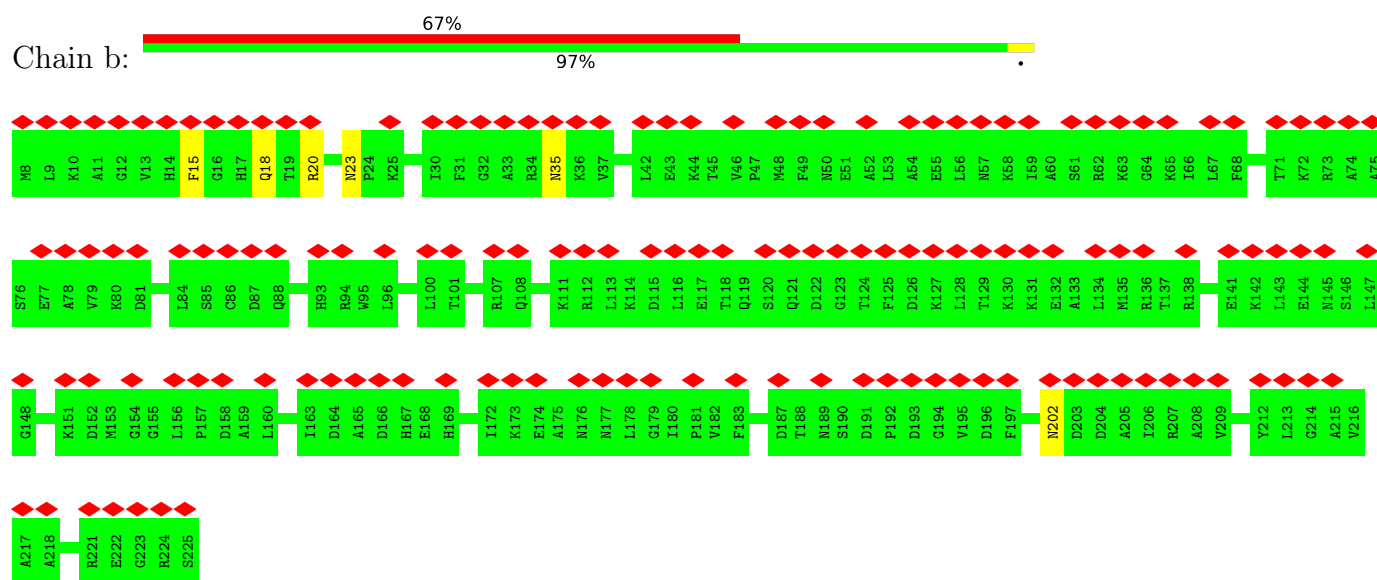 67%
Chain b:
97%
.
M8 L9 K10 A11 G12 V13 H14 F15 G16 H17 Q18 T19 R20 N23 P24 K25 I30 F31 G32 A33 R34 N35 K36 V37 L42 E43 K44 T45 V46 P47 M48 F49 N50 E51 A52 L53 A54 E55 L56 N57 K58 I59 A60 S61 R62 K63 G64 K65 I66 L67 F68 T71 K72 R73 A74 A75
S76 E77 A78 V79 K80 D81 L84 S85 C86 D87 Q88 H93 R94 W95 L96 L100 T101 R107 Q108 K111 R112 L113 K114 D115 L116 E117 T118 Q119 S120 Q121 D122 G123 T124 F125 D126 K127 L128 T129 K130 K131 E132 A133 L134 M135 R136 T137 R138 E141 K142 L143 E144 N145 S146 L147
G148 K151 D152 M153 G154 G155 L156 P157 D158 A159 L160 I163 D164 A165 D166 H167 E168 H169 I172 K173 E174 A175 N176 N177 L178 G179 I180 P181 V182 F183 D187 T188 N189 S190 D191 P192 D193 G194 V195 D196 F197 N202 D203 D204 A205 I206 R207 A208 V209 Y212 L213 G214 A215 V216
A217 A218 R221 E222 G223 R224 S225